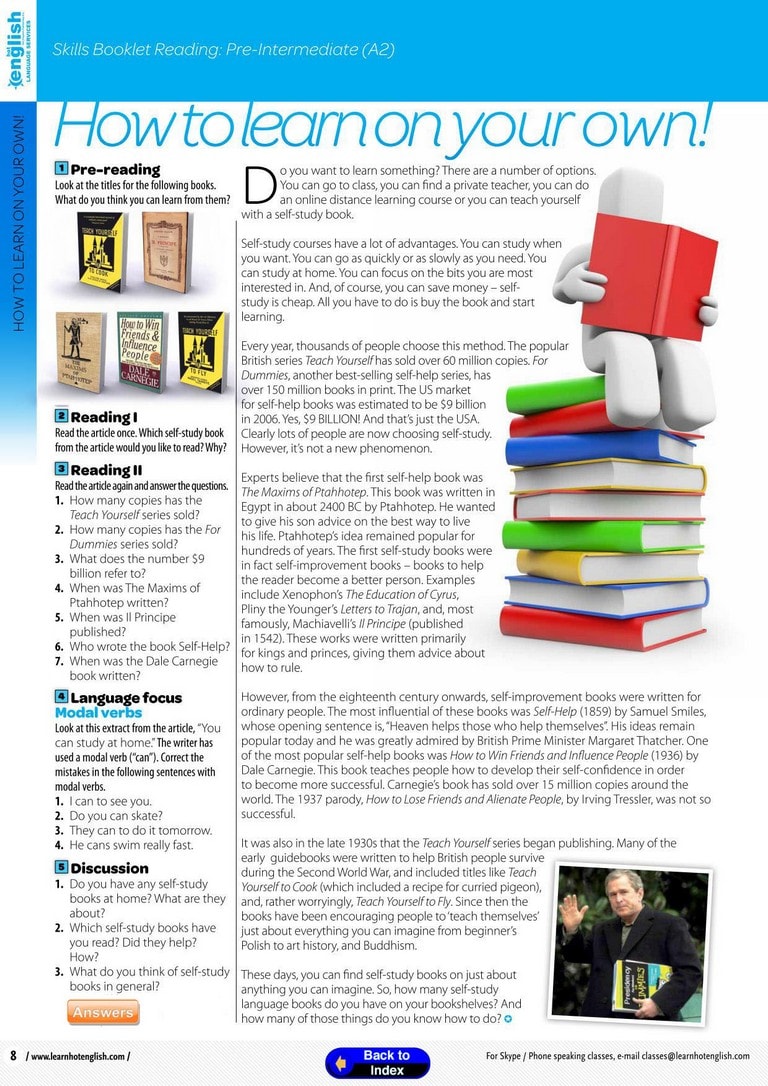 hot
english
LANGUAGE SERVICES
Skills Booklet Reading: Pre-Intermediate (A2)
HOW TO LEARN ON YOUR OWN!
How to learn on your own!
1 Pre-reading
Look at the titles for the following books.
What do you think you can learn from them?
TEACH YOURSELF
TO COOK
IL PRINCIPE
THE MAXIMS
OF
PTAHHOTEP
How to Win
Friends &
Influence
People
DALE
CARNEGIE
TEACH YOURSELF
TO FLY
2 Reading I
Read the article once. Which self-study book
from the article would you like to read? Why?
3 Reading II
Read the article again and answer the questions.
1. How many copies has the
Teach Yourself series sold?
2. How many copies has the For
Dummies series sold?
3. What does the number $9
billion refer to?
4. When was The Maxims of
Ptahhotep written?
5. When was Il Principe
published?
6. Who wrote the book Self-Help?
7. When was the Dale Carnegie
book written?
4 Language focus
Modal verbs
Look at this extract from the article, "You
can study at home." The writer has
used a modal verb ("can"). Correct the
mistakes in the following sentences with
modal verbs.
1. I can to see you.
2. Do you can skate?
3. They can to do it tomorrow.
4. He cans swim really fast.
5 Discussion
1. Do you have any self-study
books at home? What are they
about?
2. Which self-study books have
you read? Did they help?
How?
3. What do you think of self-study
books in general?
Answers
Do you want to learn something? There are a number of options.
You can go to class, you can find a private teacher, you can do
an online distance learning course or you can teach yourself
with a self-study book.
Self-study courses have a lot of advantages. You can study when
you want. You can go as quickly or as slowly as you need. You
can study at home. You can focus on the bits you are most
interested in. And, of course, you can save money – self-
study is cheap. All you have to do is buy the book and start
learning.
Every year, thousands of people choose this method. The popular
British series Teach Yourself has sold over 60 million copies. For
Dummies, another best-selling self-help series, has
over 150 million books in print. The US market
for self-help books was estimated to be $9 billion
in 2006. Yes, $9 BILLION! And that's just the USA.
Clearly lots of people are now choosing self-study.
However, it's not a new phenomenon.
Experts believe that the first self-help book was
The Maxims of Ptahhotep. This book was written in
Egypt in about 2400 BC by Ptahhotep. He wanted
to give his son advice on the best way to live
his life. Ptahhotep's idea remained popular for
hundreds of years. The first self-study books were
in fact self-improvement books – books to help
the reader become a better person. Examples
include Xenophon's The Education of Cyrus,
Pliny the Younger's Letters to Trajan, and, most
famously, Machiavelli's Il Principe (published
in 1542). These works were written primarily
for kings and princes, giving them advice about
how to rule.
However, from the eighteenth century onwards, self-improvement books were written for
ordinary people. The most influential of these books was Self-Help (1859) by Samuel Smiles,
whose opening sentence is, "Heaven helps those who help themselves". His ideas remain
popular today and he was greatly admired by British Prime Minister Margaret Thatcher. One
of the most popular self-help books was How to Win Friends and Influence People (1936) by
Dale Carnegie. This book teaches people how to develop their self-confidence in order
to become more successful. Carnegie's book has sold over 15 million copies around the
world. The 1937 parody, How to Lose Friends and Alienate People, by Irving Tressler, was not so
successful.
It was also in the late 1930s that the Teach Yourself series began publishing. Many of the
early guidebooks were written to help British people survive
during the Second World War, and included titles like Teach
Yourself to Cook (which included a recipe for curried pigeon),
and, rather worryingly, Teach Yourself to Fly. Since then the
books have been encouraging people to 'teach themselves'
just about everything you can imagine from beginner's
Polish to art history, and Buddhism.
These days, you can find self-study books on just about
anything you can imagine. So, how many self-study
language books do you have on your bookshelves? And
how many of those things do you know how to do?
Presidency
DUMMIES
8 / www.learnhotenglish.com /
Back to
Index
For Skype / Phone speaking classes, e-mail classes@learnhotenglish.com